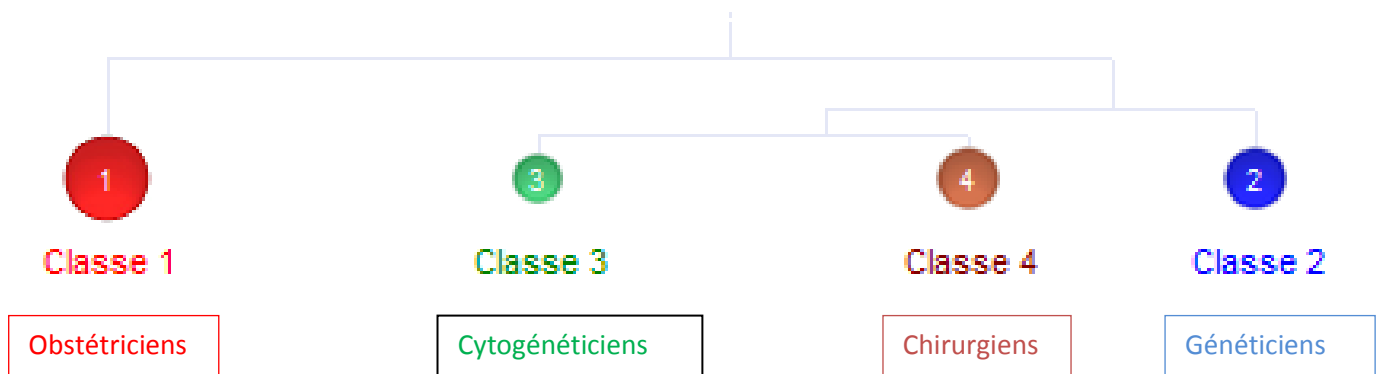 1 3 4 2
Classe 1 Classe 3 Classe 4 Classe 2
Obstétriciens Cytogénéticiens Chirurgiens Généticiens